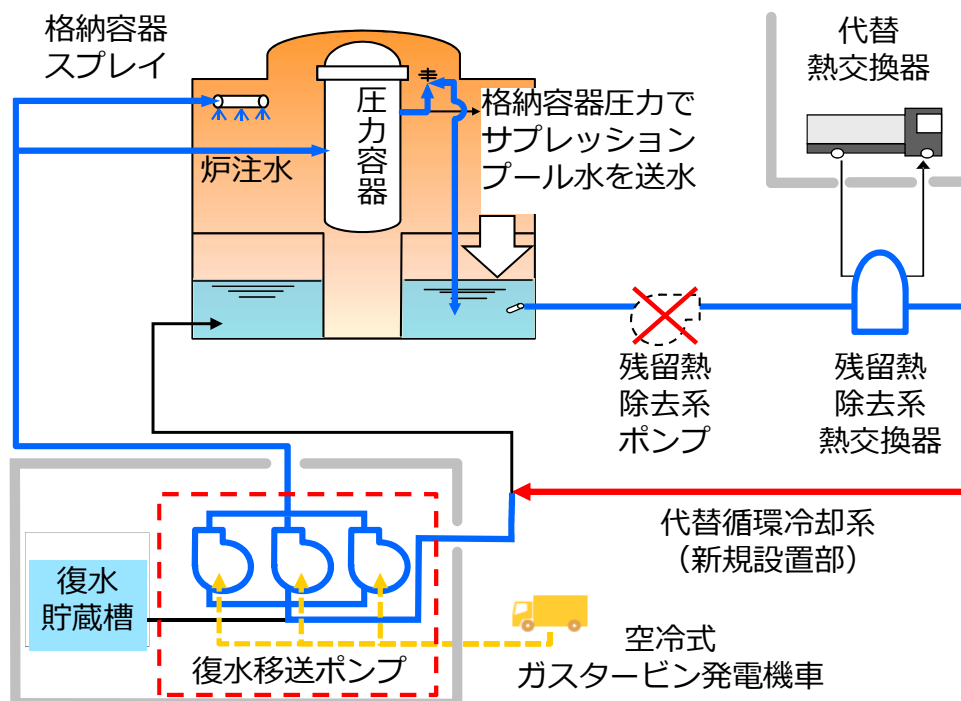 格納容器
スプレイ
代替
熱交換器
圧力容器
格納容器圧力で
サプレッション
プール水を送水
炉注水
残留熱
除去系
ポンプ
残留熱
除去系
熱交換器
代替循環冷却系
（新規設置部）
復水
貯蔵槽
復水移送ポンプ
空冷式
ガスタービン発電機車